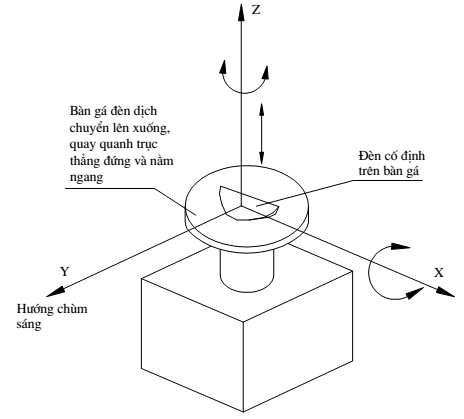 Z
Bàn gá đèn dịch
chuyển lên xuống,
quay quanh trục
thẳng đứng và nằm
ngang
Đèn cố định
trên bàn gá
Y
X
Hướng chùm
sáng